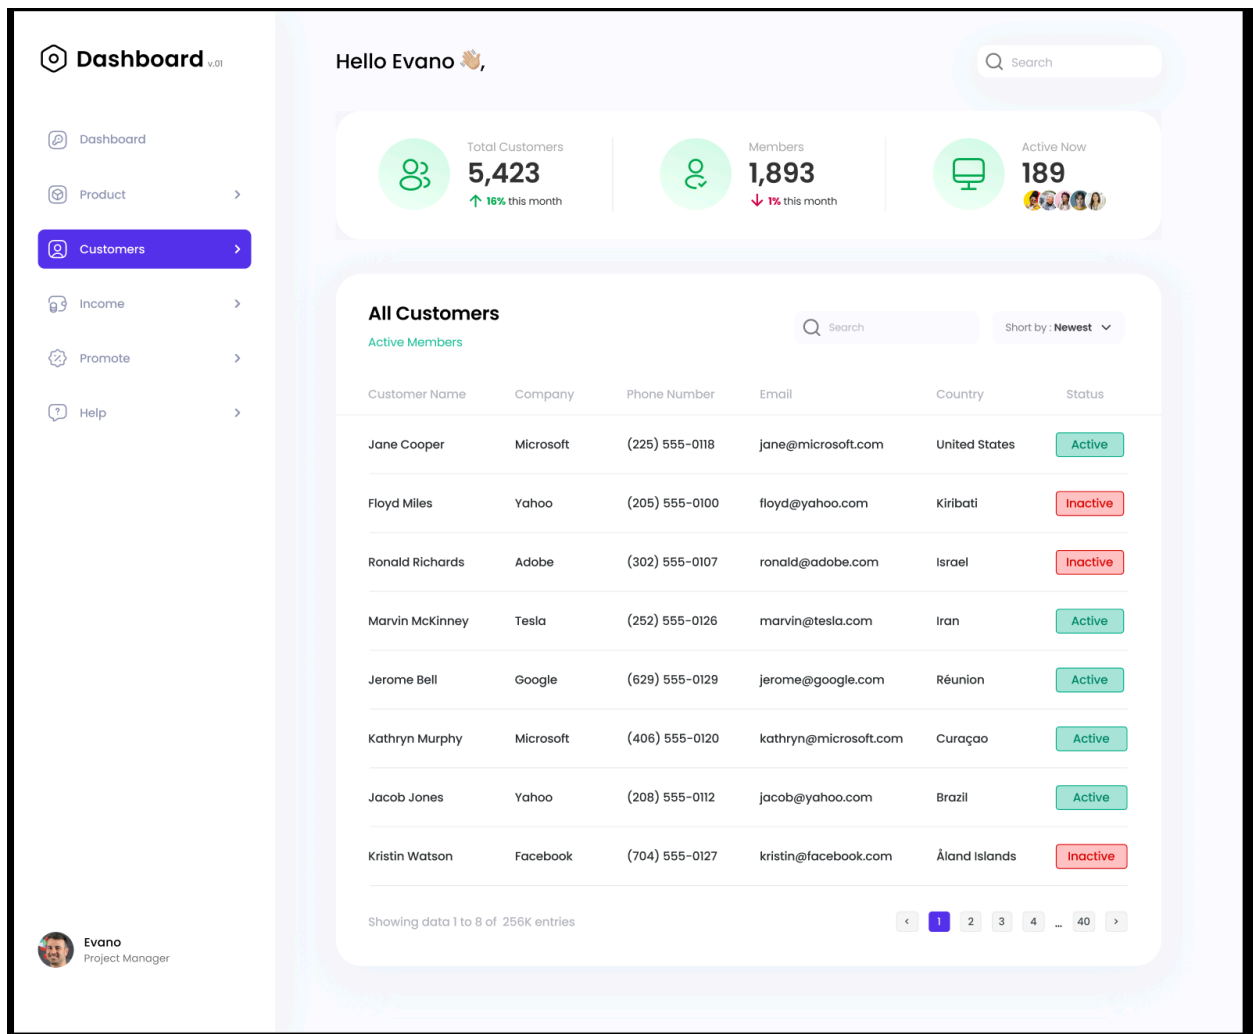 Dashboard v.01
Dashboard
Product
Customers
Income
Promote
Help
Evano
Project Manager
Hello Evano 👋🏼,
Search
Total Customers
5,423
16% this month
Members
1,893
1% this month
Active Now
189
All Customers
Active Members
Search
Short by : Newest
Customer Name Company Phone Number Email Country Status
Jane Cooper Microsoft (225) 555-0118 jane@microsoft.com United States Active
Floyd Miles Yahoo (205) 555-0100 floyd@yahoo.com Kiribati Inactive
Ronald Richards Adobe (302) 555-0107 ronald@adobe.com Israel Inactive
Marvin McKinney Tesla (252) 555-0126 marvin@tesla.com Iran Active
Jerome Bell Google (629) 555-0129 jerome@google.com Réunion Active
Kathryn Murphy Microsoft (406) 555-0120 kathryn@microsoft.com Curaçao Active
Jacob Jones Yahoo (208) 555-0112 jacob@yahoo.com Brazil Active
Kristin Watson Facebook (704) 555-0127 kristin@facebook.com Åland Islands Inactive
Showing data 1 to 8 of 256K entries
< 1 2 3 4 ... 40 >